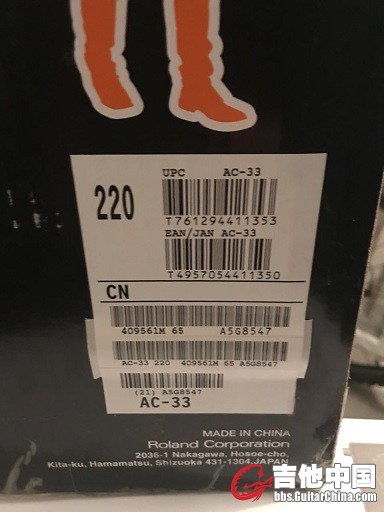 UPC AC-33
220
T761294411353
EAN/JAN AC-33
T4957054411350
CN
409561M 65 A5G8547
AC-33 220 409561M 65 A5G8547
(21) A5G8547
AC-33
MADE IN CHINA
Roland Corporation
2036-1 Nakagawa, Hosoe-cho,
Kita-ku, Hamamatsu, Shizuoka 431-1304, JAPAN
吉他中国
bbs.GuitarChina.com